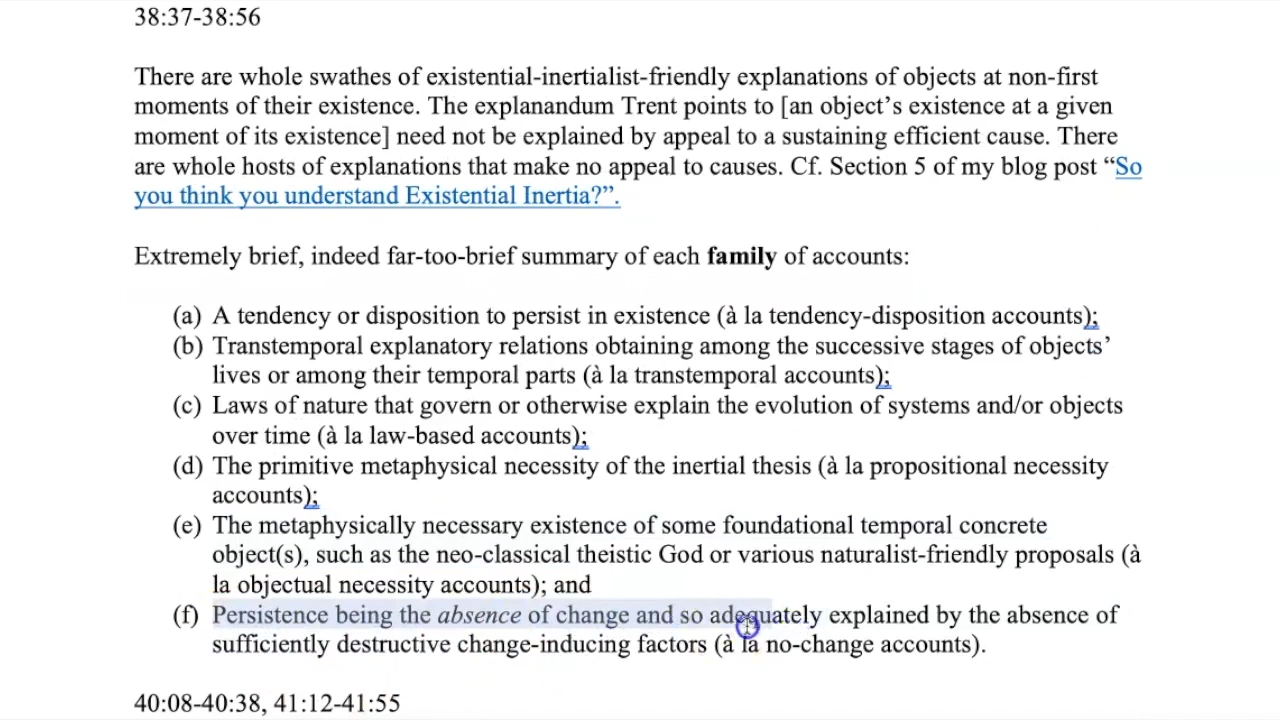 38:37-38:56
There are whole swathes of existential-inertialist-friendly explanations of objects at non-first
moments of their existence. The explanandum Trent points to [an object’s existence at a given
moment of its existence] need not be explained by appeal to a sustaining efficient cause. There
are whole hosts of explanations that make no appeal to causes. Cf. Section 5 of my blog post “So
you think you understand Existential Inertia?”.
Extremely brief, indeed far-too-brief summary of each family of accounts:
(a) A tendency or disposition to persist in existence (à la tendency-disposition accounts);
(b) Transtemporal explanatory relations obtaining among the successive stages of objects’
lives or among their temporal parts (à la transtemporal accounts);
(c) Laws of nature that govern or otherwise explain the evolution of systems and/or objects
over time (à la law-based accounts);
(d) The primitive metaphysical necessity of the inertial thesis (à la propositional necessity
accounts);
(e) The metaphysically necessary existence of some foundational temporal concrete
object(s), such as the neo-classical theistic God or various naturalist-friendly proposals (à
la objectual necessity accounts); and
(f) Persistence being the absence of change and so adequately explained by the absence of
sufficiently destructive change-inducing factors (à la no-change accounts).
40:08-40:38, 41:12-41:55